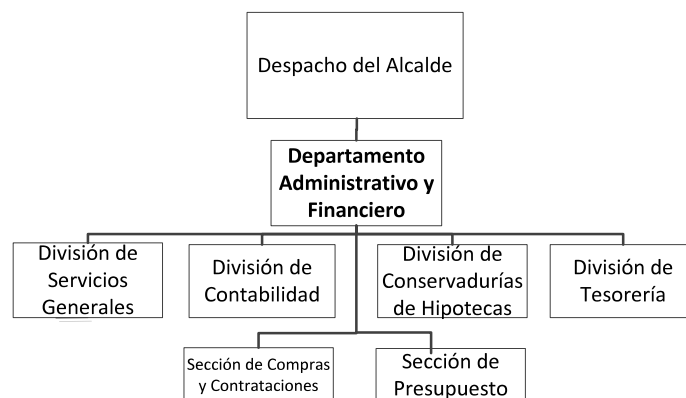 Despacho del Alcalde
Departamento
Administrativo y
Financiero
División de
Servicios
Generales
División de
Contabilidad
División de
Conservadurías
de Hipotecas
División de
Tesorería
Sección de Compras
y Contrataciones
Sección de
Presupuesto